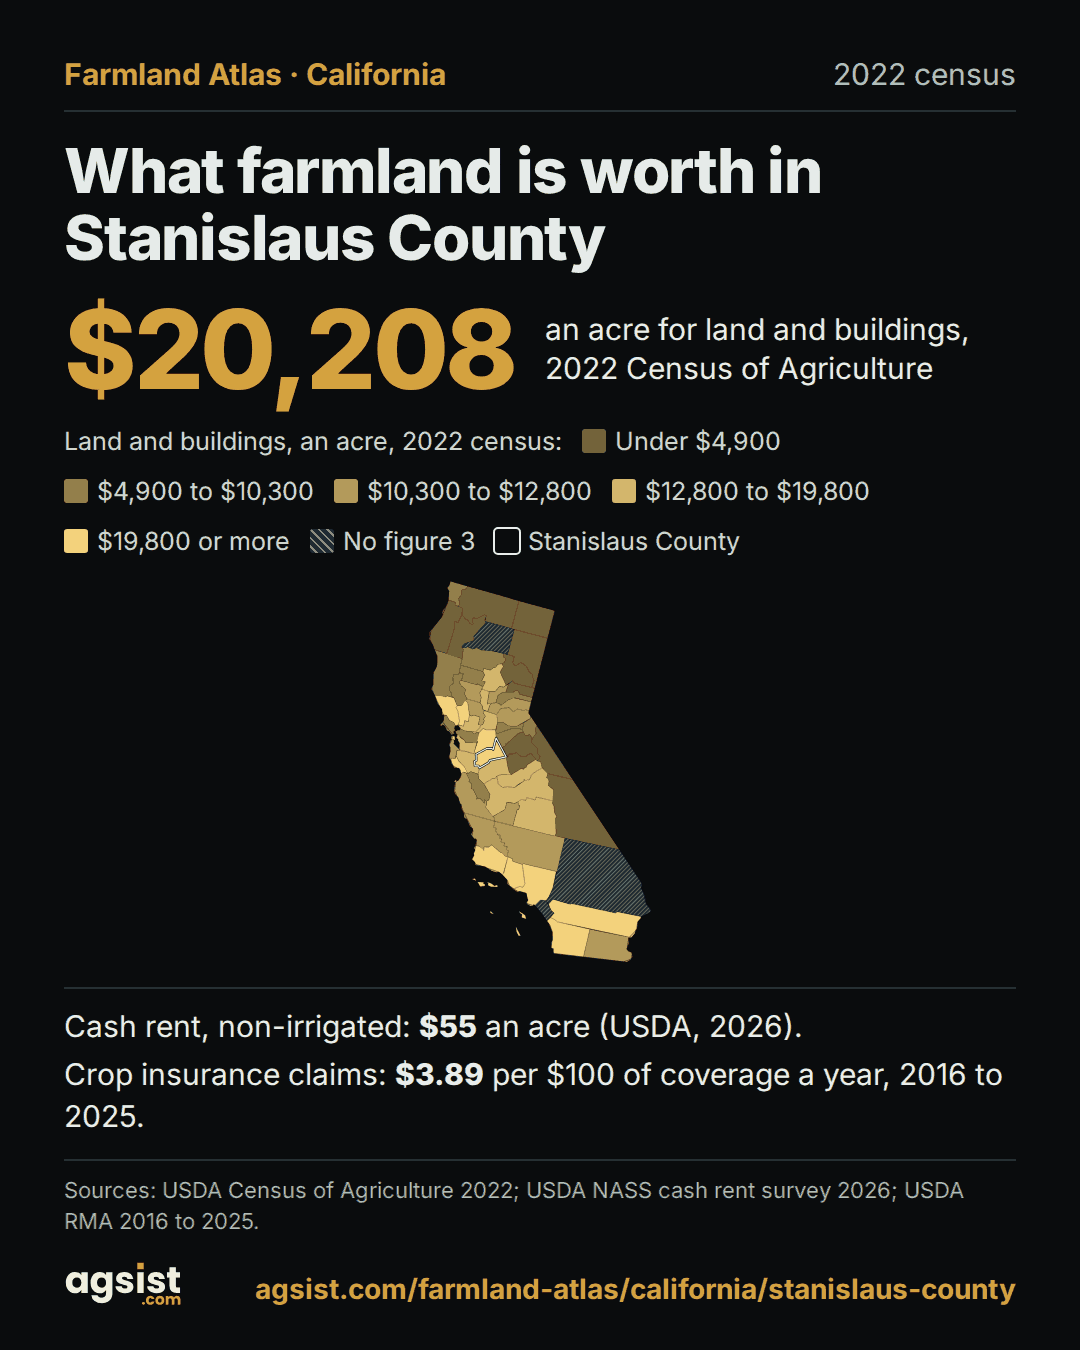 Farmland Atlas · California
2022 census
What farmland is worth in
Stanislaus County
$20,208
an acre for land and buildings,
2022 Census of Agriculture
Land and buildings, an acre, 2022 census: Under $4,900
$4,900 to $10,300 $10,300 to $12,800 $12,800 to $19,800
$19,800 or more No figure 3 Stanislaus County
Cash rent, non-irrigated: $55 an acre (USDA, 2026).
Crop insurance claims: $3.89 per $100 of coverage a year, 2016 to
2025.
Sources: USDA Census of Agriculture 2022; USDA NASS cash rent survey 2026; USDA
RMA 2016 to 2025.
agsist
.com
agsist.com/farmland-atlas/california/stanislaus-county